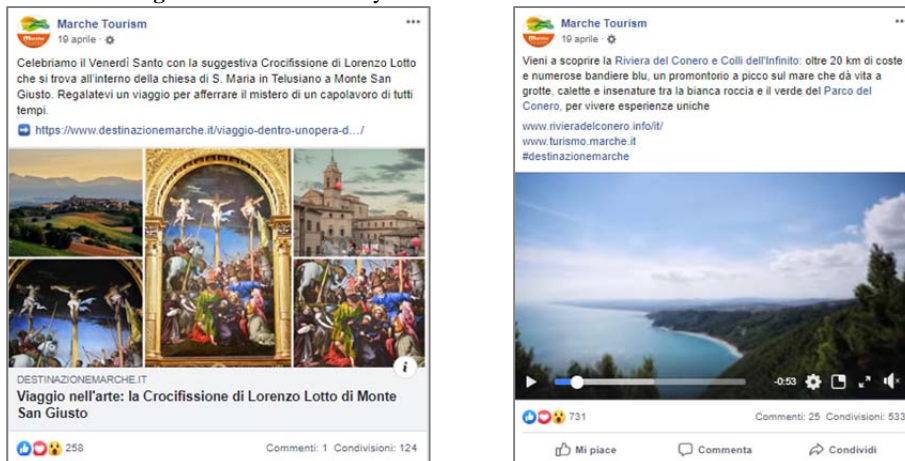 Marche Tourism
19 aprile ·
Celebriamo il Venerdì Santo con la suggestiva Crocifissione di Lorenzo Lotto
che si trova all'interno della chiesa di S. Maria in Telusiano a Monte San
Giusto. Regalatevi un viaggio per afferrare il mistero di un capolavoro di tutti
tempi.
https://www.destinazionemarche.it/viaggio-dentro-unopera-d.../
DESTINAZIONEMARCHE.IT
Viaggio nell'arte: la Crocifissione di Lorenzo Lotto di Monte
San Giusto
258
Commenti: 1 Condivisioni: 124
Marche Tourism
19 aprile ·
Vieni a scoprire la Riviera del Conero e Colli dell'Infinito: oltre 20 km di coste
e numerose bandiere blu, un promontorio a picco sul mare che dà vita a
grotte, calette e insenature tra la bianca roccia e il verde del Parco del
Conero, per vivere esperienze uniche
www.rivieradelconero.info/it/
www.turismo.marche.it
#destinazionemarche
-0:53
731
Commenti: 25 Condivisioni: 533
Mi piace
Commenta
Condividi